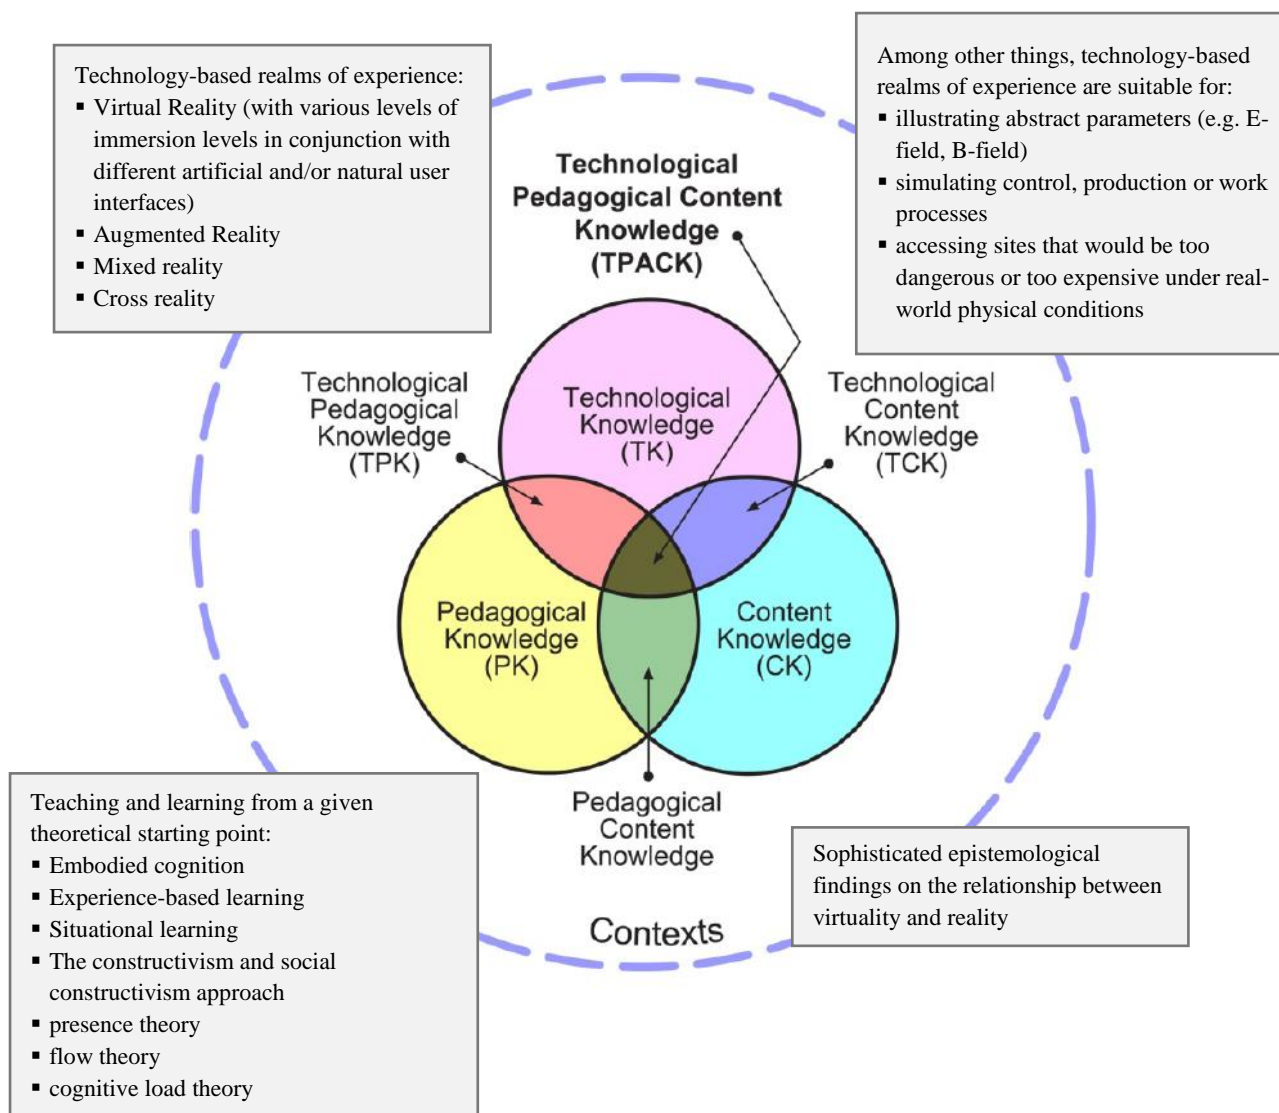 Technology-based realms of experience:
▪ Virtual Reality (with various levels of
immersion levels in conjunction with
different artificial and/or natural user
interfaces)
▪ Augmented Reality
▪ Mixed reality
▪ Cross reality
Among other things, technology-based
realms of experience are suitable for:
▪ illustrating abstract parameters (e.g. E-
field, B-field)
▪ simulating control, production or work
processes
▪ accessing sites that would be too
dangerous or too expensive under real-
world physical conditions
Technological
Pedagogical Content
Knowledge
(TPACK)
Technological
Pedagogical
Knowledge
(TPK)
Technological
Knowledge
(TK)
Technological
Content
Knowledge
(TCK)
Pedagogical
Knowledge
(PK)
Content
Knowledge
(CK)
Pedagogical
Content
Knowledge
Contexts
Teaching and learning from a given
theoretical starting point:
▪ Embodied cognition
▪ Experience-based learning
▪ Situational learning
▪ The constructivism and social
constructivism approach
▪ presence theory
▪ flow theory
▪ cognitive load theory
Sophisticated epistemological
findings on the relationship between
virtuality and reality